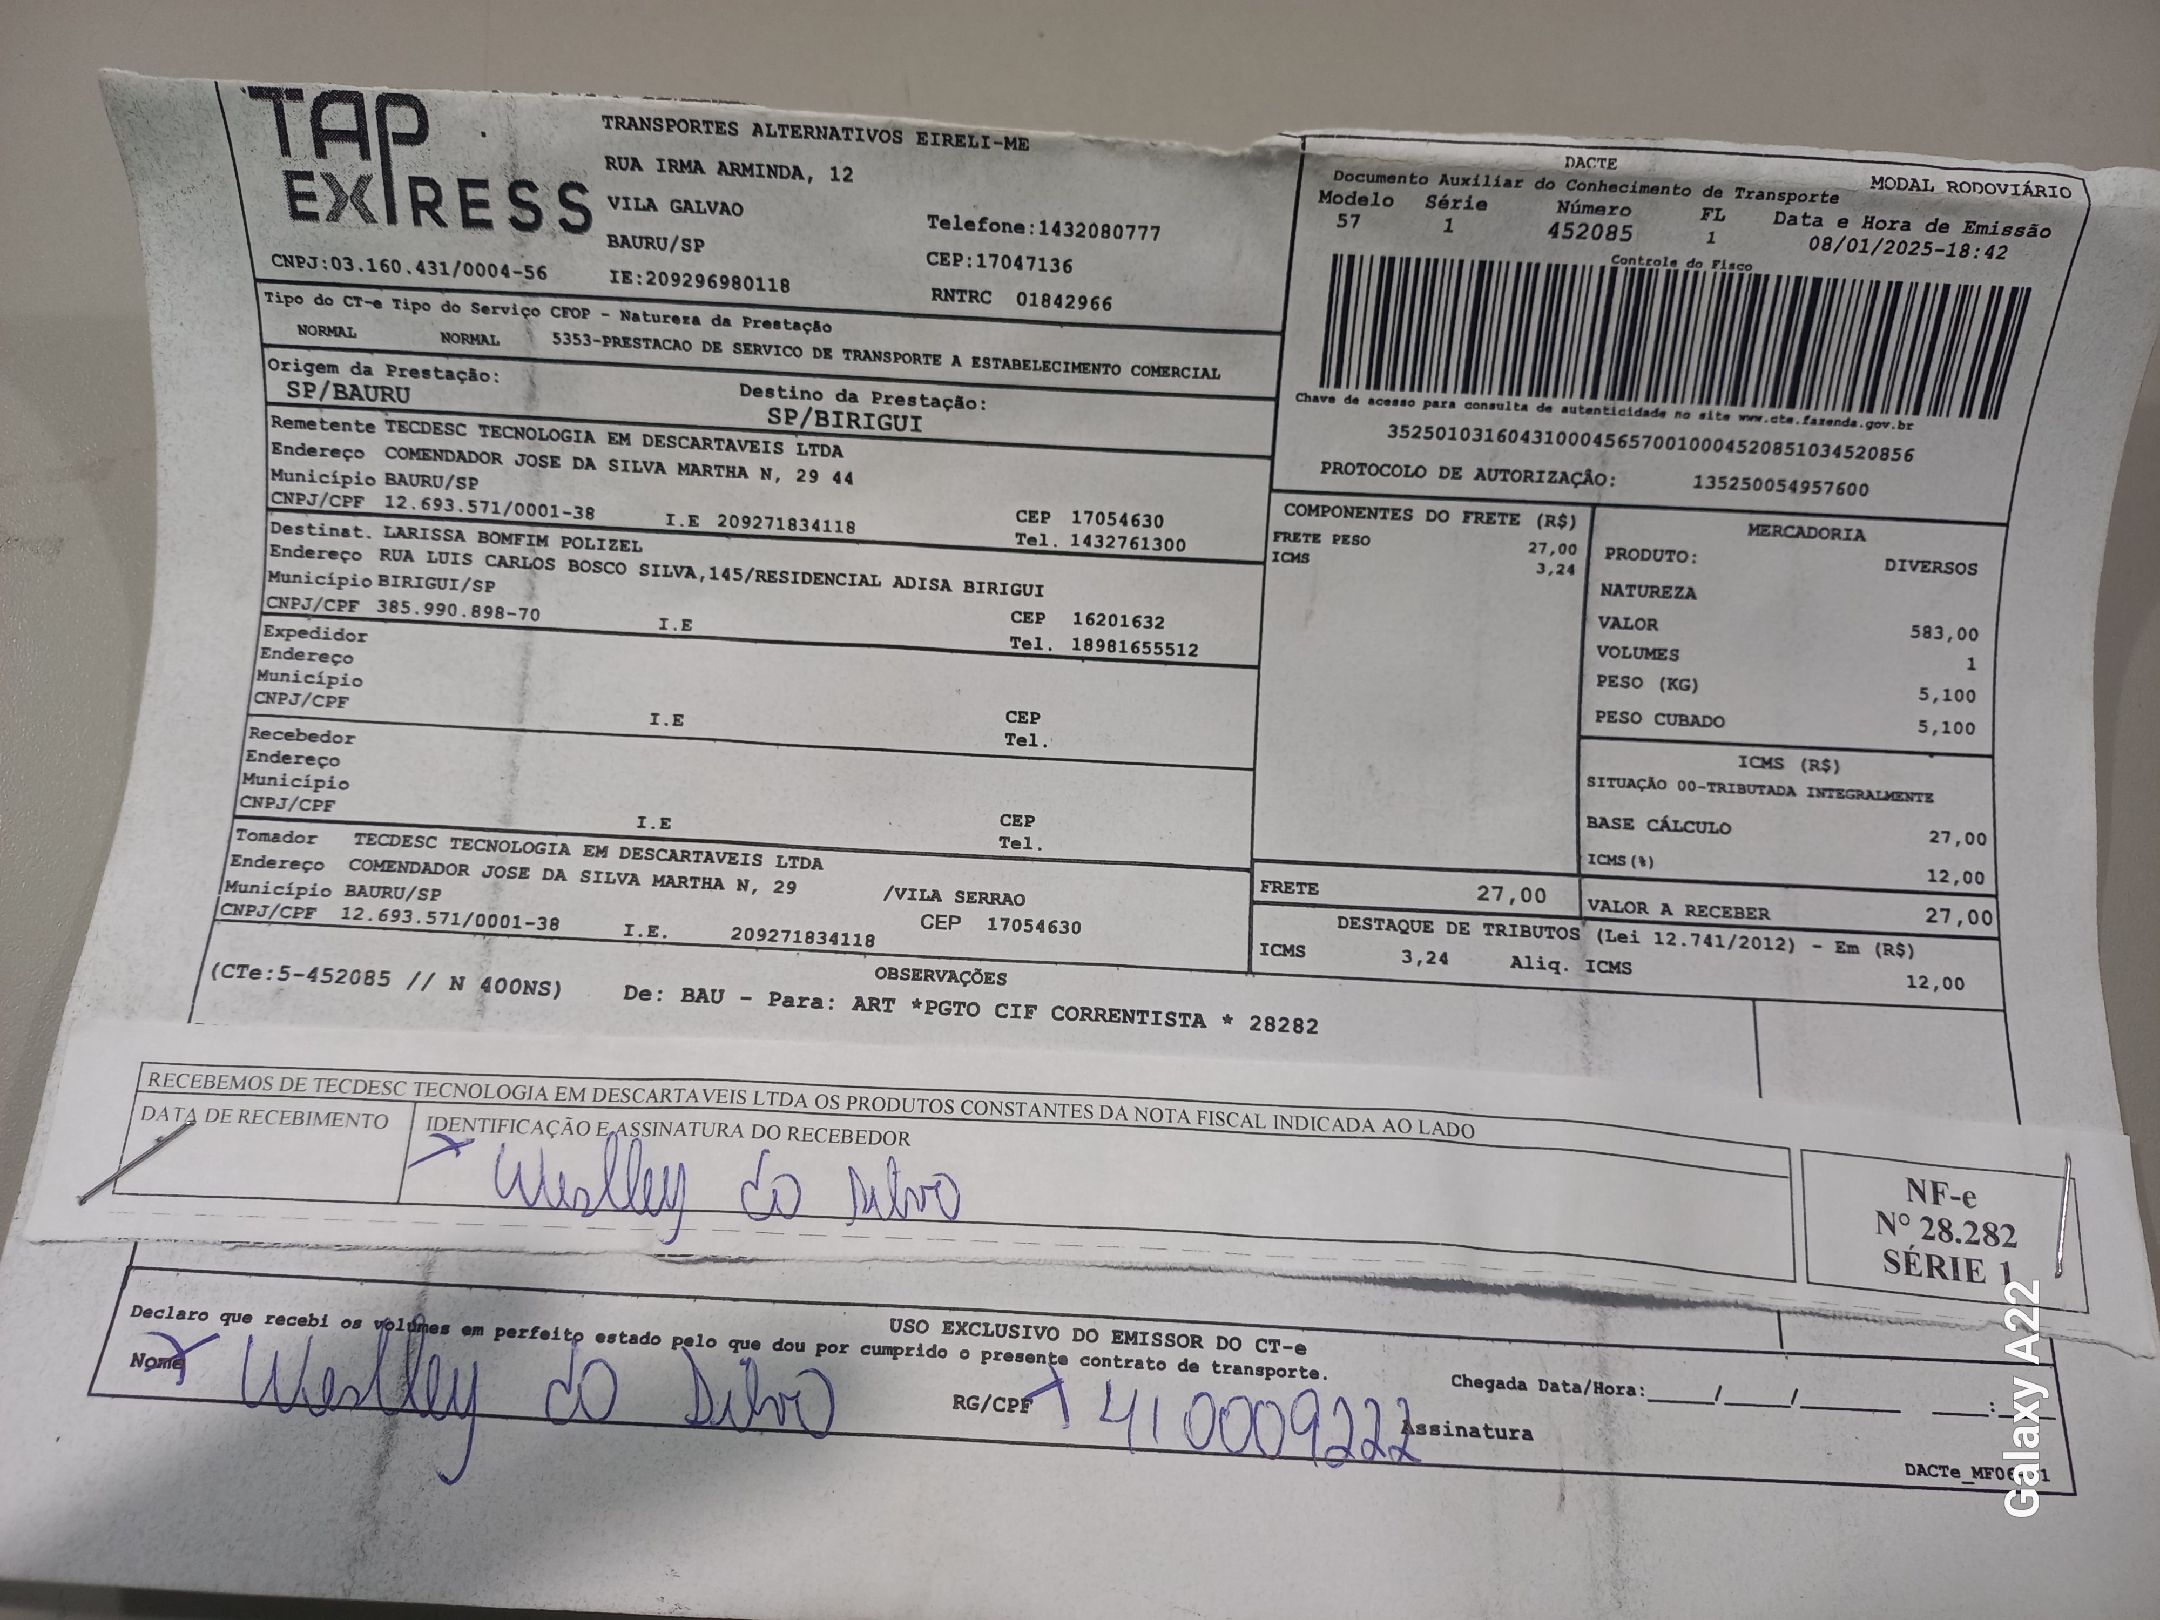 TAP
EXPRESS
TRANSPORTES ALTERNATIVOS EIRELI-ME
RUA IRMA ARMINDA, 12
VILA GALVAO
BAURU/SP
Telefone:1432080777
CEP:17047136
CNPJ:03.160.431/0004-56
IE:209296980118
RNTRC 01842966
DACTE
Documento Auxiliar do Conhecimento de Transporte
MODAL RODOVIÁRIO
Modelo Série Número FL Data e Hora de Emissão
57 1 452085 1 08/01/2025-18:42
Controle do Fisco
Chave de acesso para consulta de autenticidade no site www.cte.fazenda.gov.br
35250103160431000456570010004520851034520856
PROTOCOLO DE AUTORIZAÇÂO: 135250054957600
Tipo do CT-e Tipo do Serviço CFOP - Natureza da Prestação
NORMAL NORMAL 5353-PRESTACAO DE SERVICO DE TRANSPORTE A ESTABELECIMENTO COMERCIAL
Origem da Prestação: Destino da Prestação:
SP/BAURU SP/BIRIGUI
Remetente TECDESC TECNOLOGIA EM DESCARTAVEIS LTDA
Endereço COMENDADOR JOSE DA SILVA MARTHA N, 29 44
Município BAURU/SP CEP 17054630
CNPJ/CPF 12.693.571/0001-38 I.E 209271834118 Tel. 1432761300
Destinat. LARISSA BOMFIM POLIZEL
Endereço RUA LUIS CARLOS BOSCO SILVA,145/RESIDENCIAL ADISA BIRIGUI
Município BIRIGUI/SP CEP 16201632
CNPJ/CPF 385.990.898-70 I.E Tel. 18981655512
Expedidor
Endereço
Município CEP
CNPJ/CPF I.E Tel.
Recebedor
Endereço
Município CEP
CNPJ/CPF I.E Tel.
Tomador TECDESC TECNOLOGIA EM DESCARTAVEIS LTDA
Endereço COMENDADOR JOSE DA SILVA MARTHA N, 29 /VILA SERRAO
Município BAURU/SP CEP 17054630
CNPJ/CPF 12.693.571/0001-38 I.E. 209271834118
COMPONENTES DO FRETE (R$)
FRETE PESO 27,00
ICMS 3,24
MERCADORIA
PRODUTO: DIVERSOS
NATUREZA
VALOR 583,00
VOLUMES 1
PESO (KG) 5,100
PESO CUBADO 5,100
ICMS (R$)
SITUAÇÃO 00-TRIBUTADA INTEGRALMENTE
BASE CÁLCULO 27,00
ICMS(%) 12,00
FRETE 27,00 VALOR A RECEBER 27,00
DESTAQUE DE TRIBUTOS (Lei 12.741/2012) - Em (R$)
ICMS 3,24 Aliq. ICMS 12,00
OBSERVAÇÕES
(CTe:5-452085 // N 400NS) De: BAU - Para: ART *PGTO CIF CORRENTISTA * 28282
RECEBEMOS DE TECDESC TECNOLOGIA EM DESCARTAVEIS LTDA OS PRODUTOS CONSTANTES DA NOTA FISCAL INDICADA AO LADO
DATA DE RECEBIMENTO IDENTIFICAÇÃO E ASSINATURA DO RECEBEDOR
Weslley da Silva
NF-e
Nº 28.282
SÉRIE 1
USO EXCLUSIVO DO EMISSOR DO CT-e
Declaro que recebi os volumes em perfeito estado pelo que dou por cumprido o presente contrato de transporte.
Nome Weslley da Silva RG/CPF 410009222 Chegada Data/Hora:____/____/______ ___:___
Assinatura
Galaxy A22